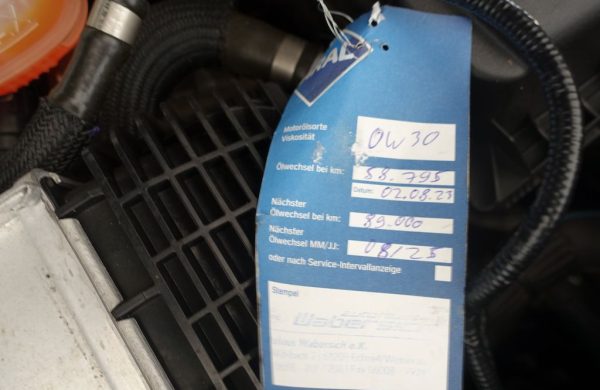 Motorölsorte
Viskosität
0W30
Ölwechsel bei km:
58.795
Datum: 02.08.23
Nächster
Ölwechsel bei km:
89.000
Nächster
Ölwechsel MM/JJ:
08/25
oder nach Service-Intervallanzeige
Stempel
Wabersich e.K.